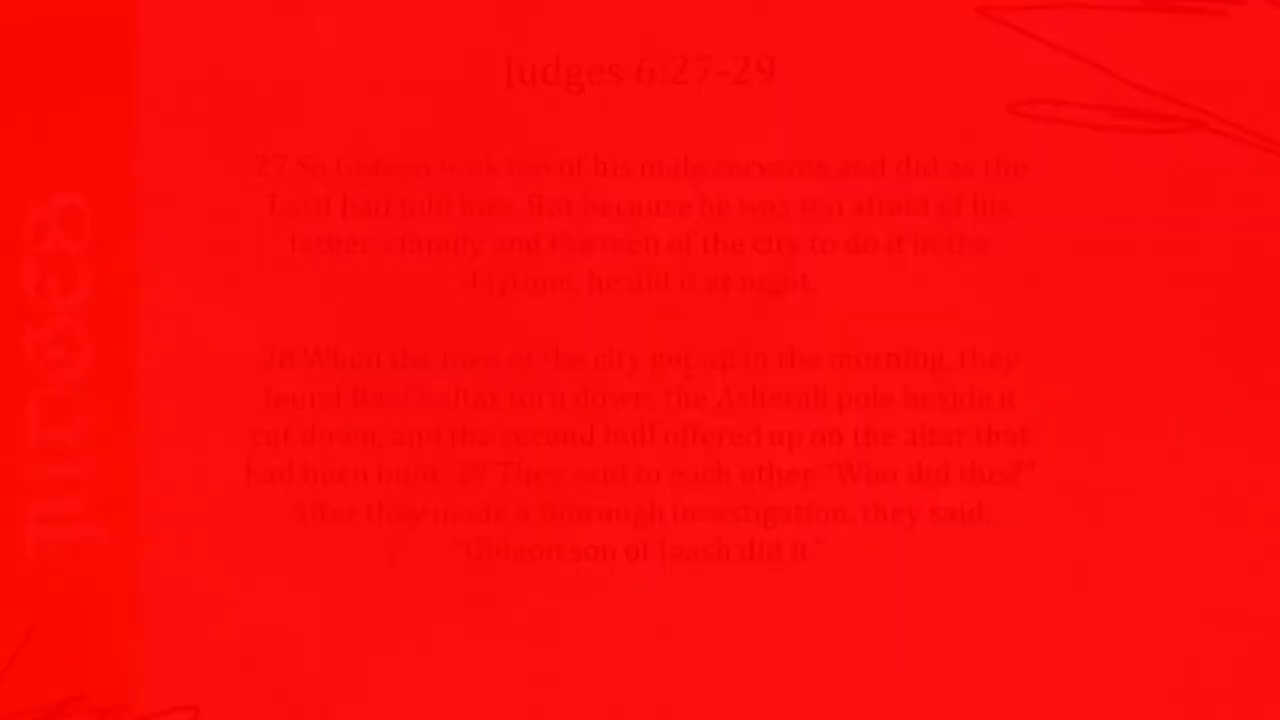 Judges 6:27-29
27 So Gideon took ten of his male servants and did as the
Lord had told him. But because he was too afraid of his
father's family and the men of the city to do it in the
daytime, he did it at night.
28 When the men of the city got up in the morning, they
found Baal's altar torn down, the Asherah pole beside it
cut down, and the second bull offered up on the altar that
had been built. 29 They said to each other, "Who did this?"
After they made a thorough investigation, they said,
"Gideon son of Joash did it."